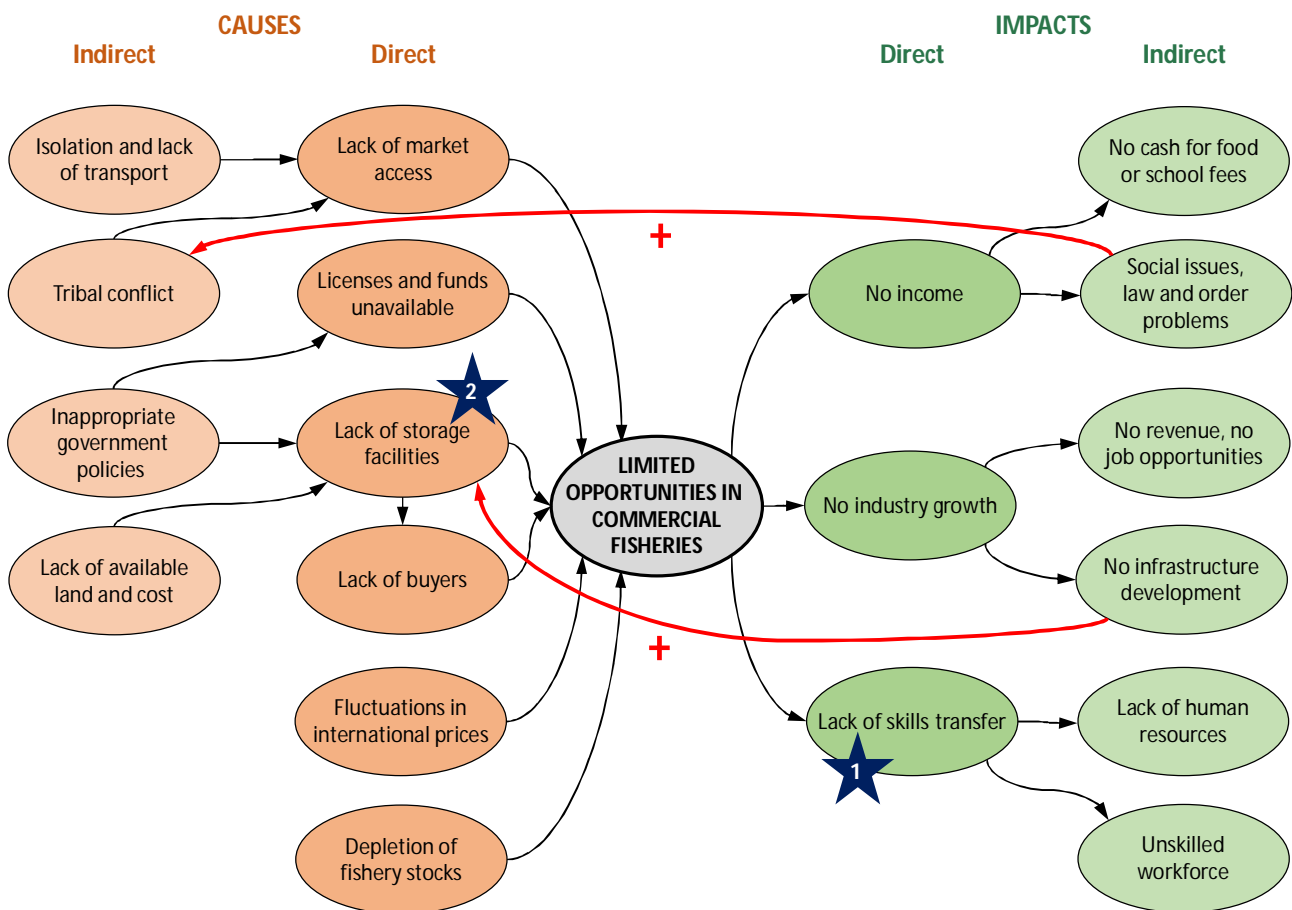 CAUSES
IMPACTS
Indirect
Direct
Direct
Indirect
Isolation and lack
of transport
Lack of market
access
No cash for food
or school fees
+
Tribal conflict
Licenses and funds
unavailable
No income
Social issues,
law and order
problems
2
Inappropriate
government
policies
Lack of storage
facilities
LIMITED
OPPORTUNITIES IN
COMMERCIAL
FISHERIES
No industry growth
No revenue, no
job opportunities
Lack of available
land and cost
Lack of buyers
No infrastructure
development
+
Fluctuations in
international prices
Lack of skills transfer
1
Lack of human
resources
Depletion of
fishery stocks
Unskilled
workforce